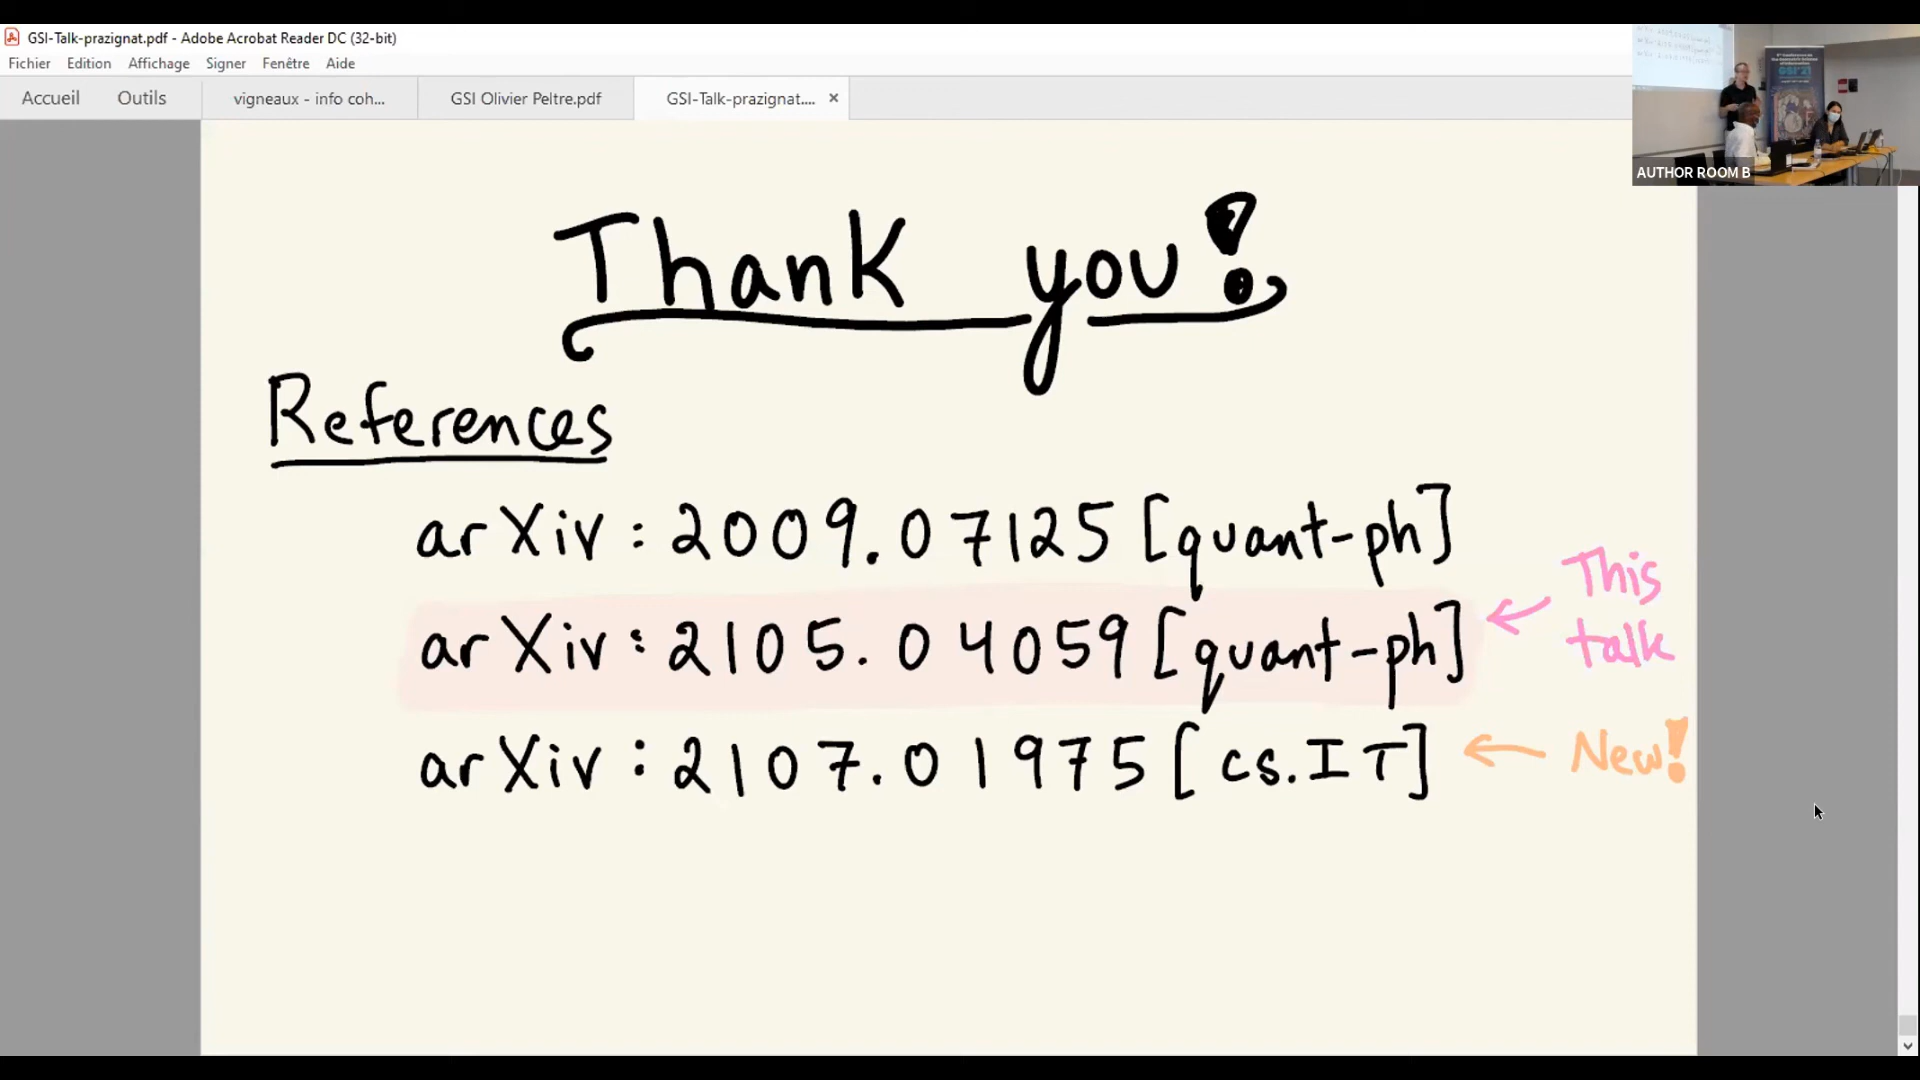 GSI-Talk-prazignat.pdf - Adobe Acrobat Reader DC (32-bit)
Fichier Edition Affichage Signer Fenêtre Aide
Accueil Outils vigneaux - info coh... GSI Olivier Peltre.pdf GSI-Talk-prazignat....
GSI'21
AUTHOR ROOM B
Thank you!
References
arXiv: 2009.07125 [quant-ph]
arXiv: 2105.04059 [quant-ph]
This
talk
arXiv: 2107.01975 [cs.IT]
New!